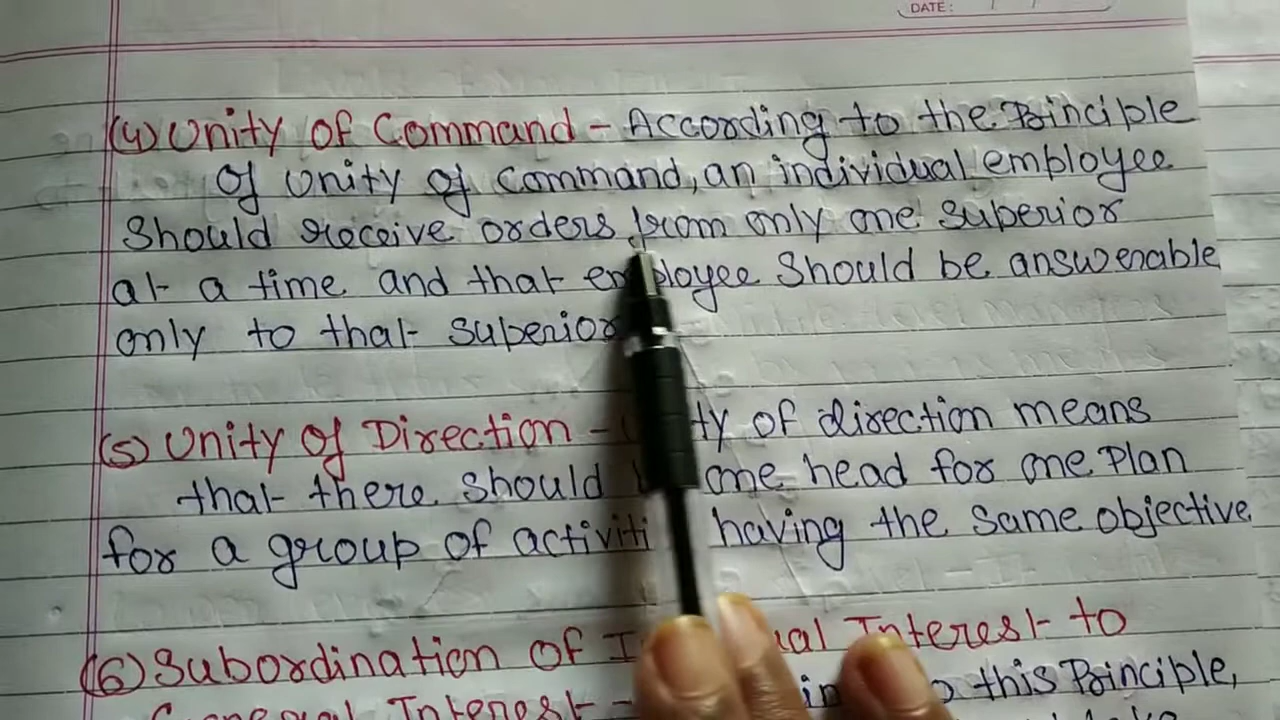 DATE:
(4) Unity Of Command - According to the Principle
Of Unity Of Command, an individual employee
Should receive orders from only one superior
at a time and that employee Should be answerable
only to that superior
(5) Unity Of Direction - of direction means
that there should one head for one Plan
for a group of having the same objective
(6) Subordination Of Interest to
General Interest - this Principle,